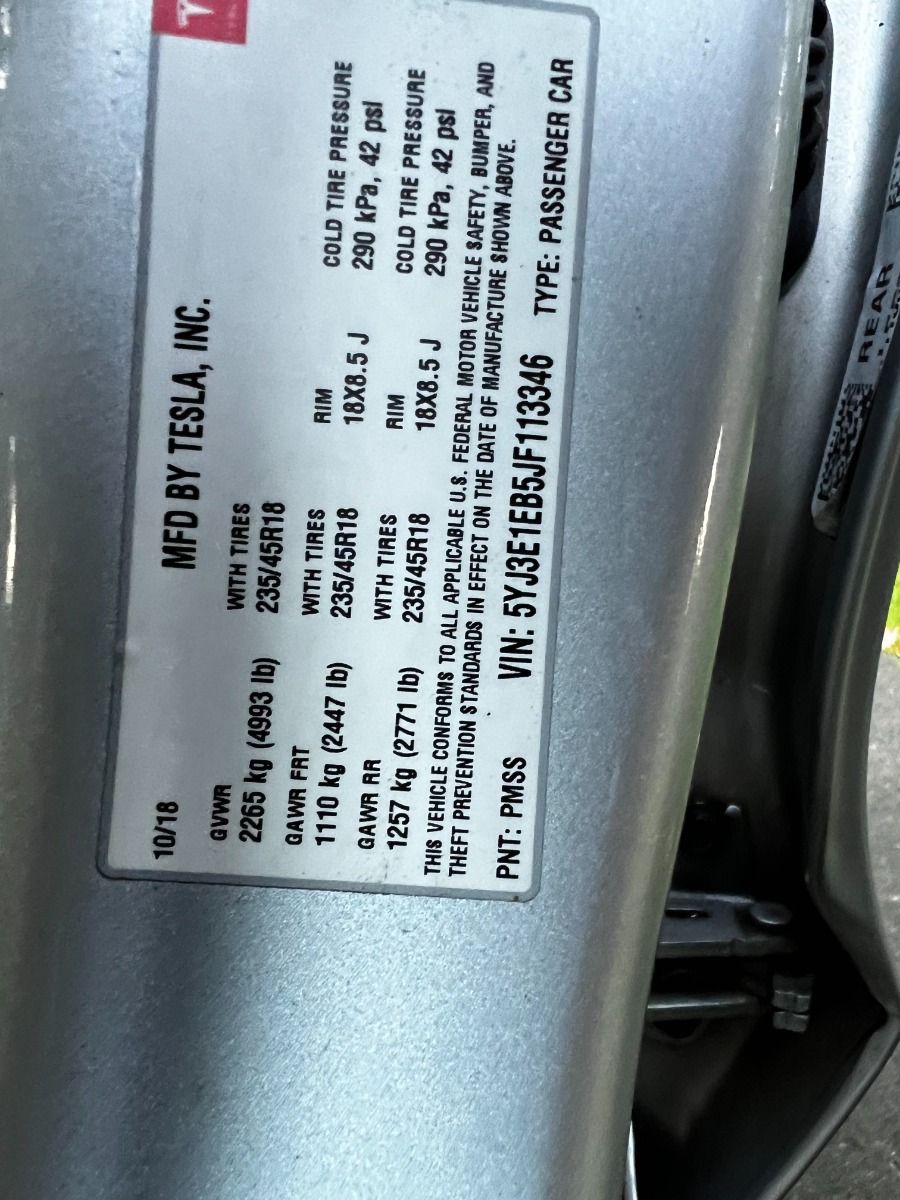 10/18 MFD BY TESLA, INC.
GVWR WITH TIRES
2265 kg (4993 lb) 235/45R18
GAWR FRT WITH TIRES RIM COLD TIRE PRESSURE
1110 kg (2447 lb) 235/45R18 18X8.5 J 290 kPa, 42 psI
GAWR RR WITH TIRES RIM COLD TIRE PRESSURE
1257 kg (2771 lb) 235/45R18 18X8.5 J 290 kPa, 42 psI
THIS VEHICLE CONFORMS TO ALL APPLICABLE U.S. FEDERAL MOTOR VEHICLE SAFETY, BUMPER, AND
THEFT PREVENTION STANDARDS IN EFFECT ON THE DATE OF MANUFACTURE SHOWN ABOVE.
PNT: PMSS VIN: 5YJ3E1EB5JF113346 TYPE: PASSENGER CAR
REAR